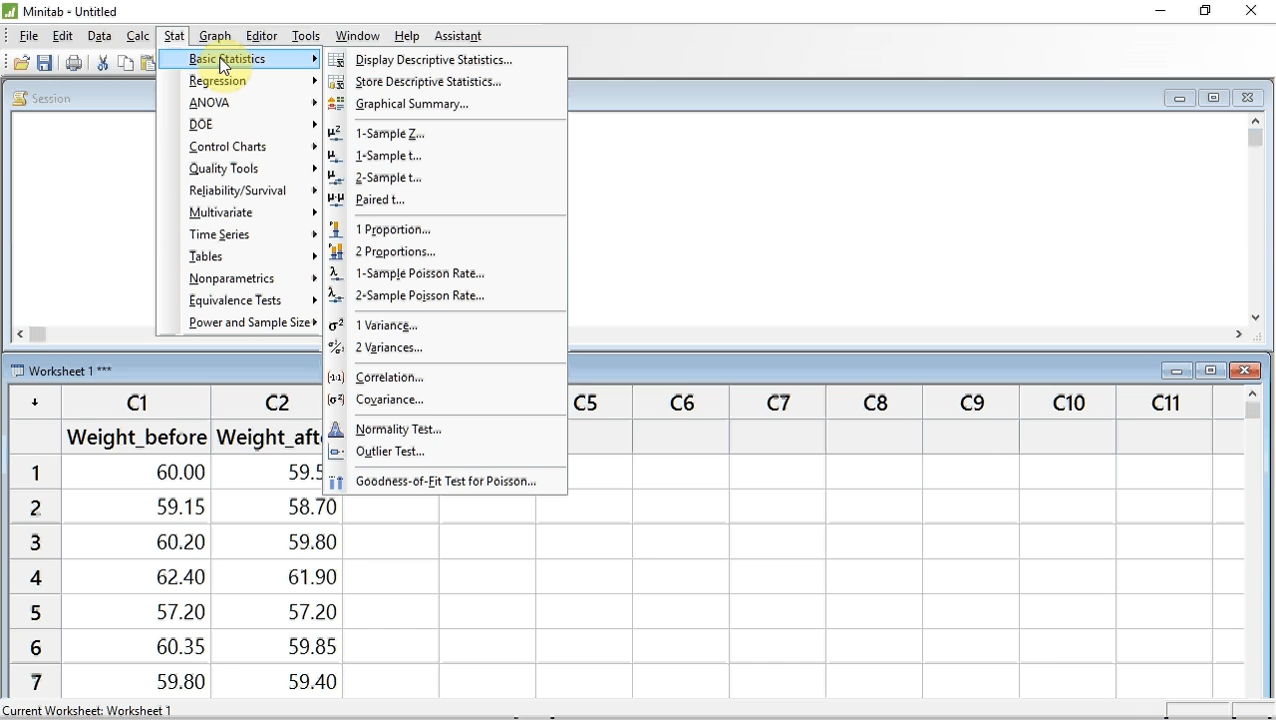 Minitab - Untitled
File Edit Data Calc Stat Graph Editor Tools Window Help Assistant
Basic Statistics
Regression
ANOVA
DOE
Control Charts
Quality Tools
Reliability/Survival
Multivariate
Time Series
Tables
Nonparametrics
Equivalence Tests
Power and Sample Size
Display Descriptive Statistics...
Store Descriptive Statistics...
Graphical Summary...
µ² 1-Sample Z...
1-Sample t...
2-Sample t...
Paired t...
1 Proportion...
2 Proportions...
1-Sample Poisson Rate...
2-Sample Poisson Rate...
σ² 1 Variance...
2 Variances...
Correlation...
Covariance...
Normality Test...
Outlier Test...
Goodness-of-Fit Test for Poisson...
Session
Worksheet 1 ***
C1 C2 C5 C6 C7 C8 C9 C10 C11
Weight_before Weight_aft
1 60.00 59.5
2 59.15 58.70
3 60.20 59.80
4 62.40 61.90
5 57.20 57.20
6 60.35 59.85
7 59.80 59.40
Current Worksheet: Worksheet 1